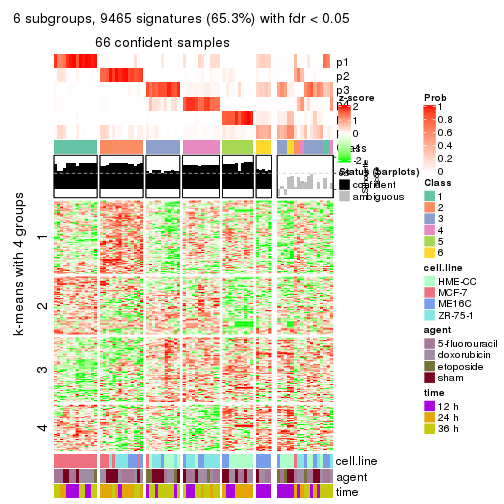 6 subgroups, 9465 signatures (65.3%) with fdr < 0.05
66 confident samples
p1
p2
p3
z-score
2
1
0
-1
-2
Status (barplots)
confident
ambiguous
k-means with 4 groups
1
2
3
4
cell.line
agent
time
Prob
1
0.8
0.6
0.4
0.2
0
Class
1
2
3
4
5
6
cell.line
HME-CC
MCF-7
ME16C
ZR-75-1
agent
5-fluorouracil
doxorubicin
etoposide
sham
time
12 h
24 h
36 h